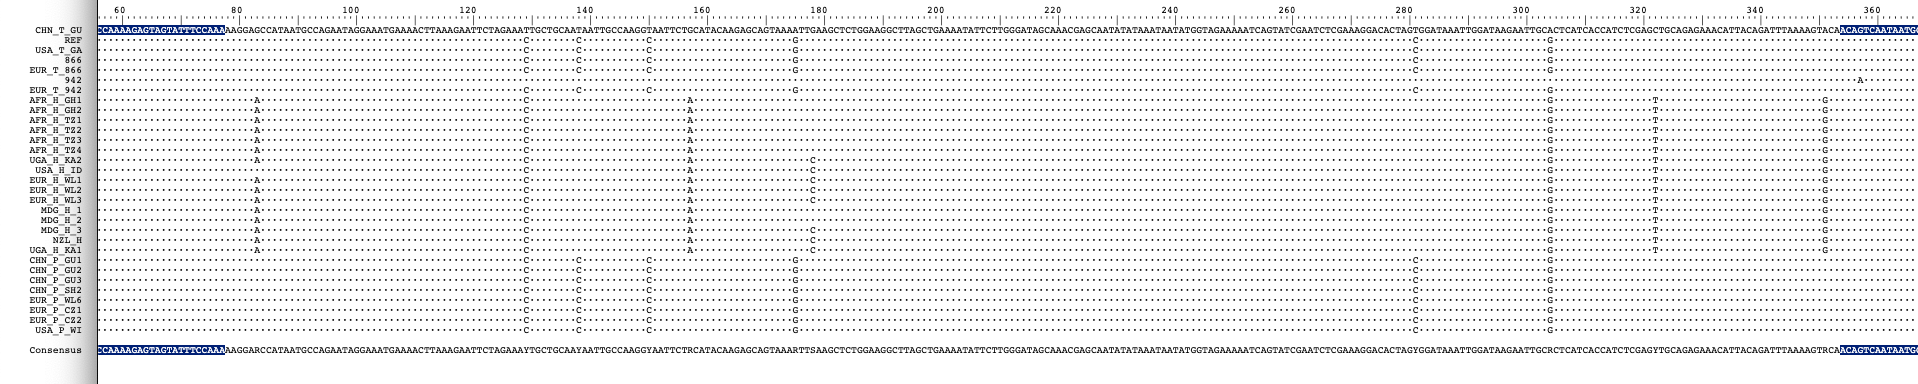 60 80 100 120 140 160 180 200 220 240 260 280 300 320 340 360
CHN_T_GU CCAAAAGAGTAGTATTTCCAAAAAGGAGCCATAATGCCAGAATAGGAAATGAAAACTTAAAGAATTCTAGAAATTGCTGCAATAATTGCCAAGGTAATTCTGCATACAAGAGCAGTAAAATTGAAGCTCTGGAAGGCTTAGCTGAAAATATTCTTGGGATAGCAAACGAGCAATATATAAATAATATGGTAGAAAAATCAGTATCGAATCTCGAAAGGACACTAGTGGATAAATTGGATAAGAATTGCACTCATCACCATCTCGAGCTGCAGAGAAACATTACAGATTTAAAAGTACAACAGTCAATAATGG
REF C C C G C G
USA_T_GA C C C G C G
866 C C C G C G
EUR_T_866 C C C G C G
942 A
EUR_T_942 C C C G C G
AFR_H_GH1 A C A G T G
AFR_H_GH2 A C A G T G
AFR_H_TZ1 A C A G T G
AFR_H_TZ2 A C A G T G
AFR_H_TZ3 A C A G T G
AFR_H_TZ4 A C A G T G
UGA_H_KA2 A C A C G T G
USA_H_ID C A C G T G
EUR_H_WL1 A C A C G T G
EUR_H_WL2 A C A C G T G
EUR_H_WL3 A C A C G T G
MDG_H_1 A C A G T G
MDG_H_2 A C A G T G
MDG_H_3 A C A C G T G
NZL_H A C A C G T G
UGA_H_KA1 A C A C G T G
CHN_P_GU1 C C C G C G
CHN_P_GU2 C C C G C G
CHN_P_GU3 C C C G C G
CHN_P_SH2 C C C G C G
EUR_P_WL6 C C C G C G
EUR_P_CZ1 C C C G C G
EUR_P_CZ2 C C C G C G
USA_P_WI C C C G C G
Consensus CCAAAAGAGTAGTATTTCCAAAAAGGARCCATAATGCCAGAATAGGAAATGAAAACTTAAAGAATTCTAGAAAYTGCTGCAAYAATTGCCAAGGYAATTCTRCATACAAGAGCAGTAAARTTSAAGCTCTGGAAGGCTTAGCTGAAAATATTCTTGGGATAGCAAACGAGCAATATATAAATAATATGGTAGAAAAATCAGTATCGAATCTCGAAAGGACACTAGYGGATAAATTGGATAAGAATTGCRCTCATCACCATCTCGAGYTGCAGAGAAACATTACAGATTTAAAAGTRCAACAGTCAATAATGG